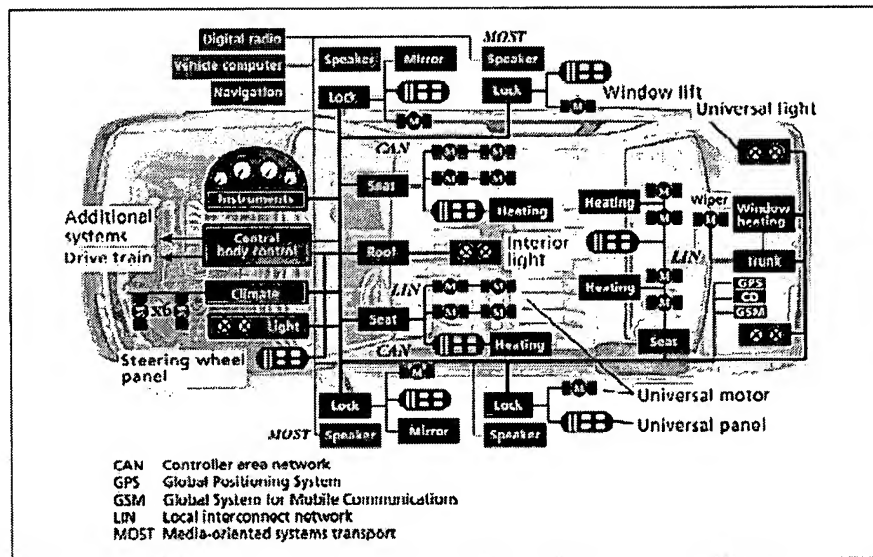 Digital radio
Vehicle computer
Navigation
MOST
Speaker
Mirror
Speaker
Lock
Lock
Window lift
Universal light
M
M
CAN
M M
Seat
M M
Instruments
Heating
Heating
M
Wiper
M
M
Window
heating
Additional
systems
Drive train
Central
body control
Roof
Interior
light
LIN
Trunk
Climate
LIN
M M
Heating
M
M
GPS
CD
GSM
x6
Light
Seat
M M
CAN
Heating
Seas
Steering wheel
panel
M
M
Lock
Lock
Universal motor
Universal panel
MOST
Speaker
Mirror
Speaker
CAN Controller area network
GPS Global Positioning System
GSM Global System for Mobile Communications
LIN Local interconnect network
MOST Media-oriented systems transport